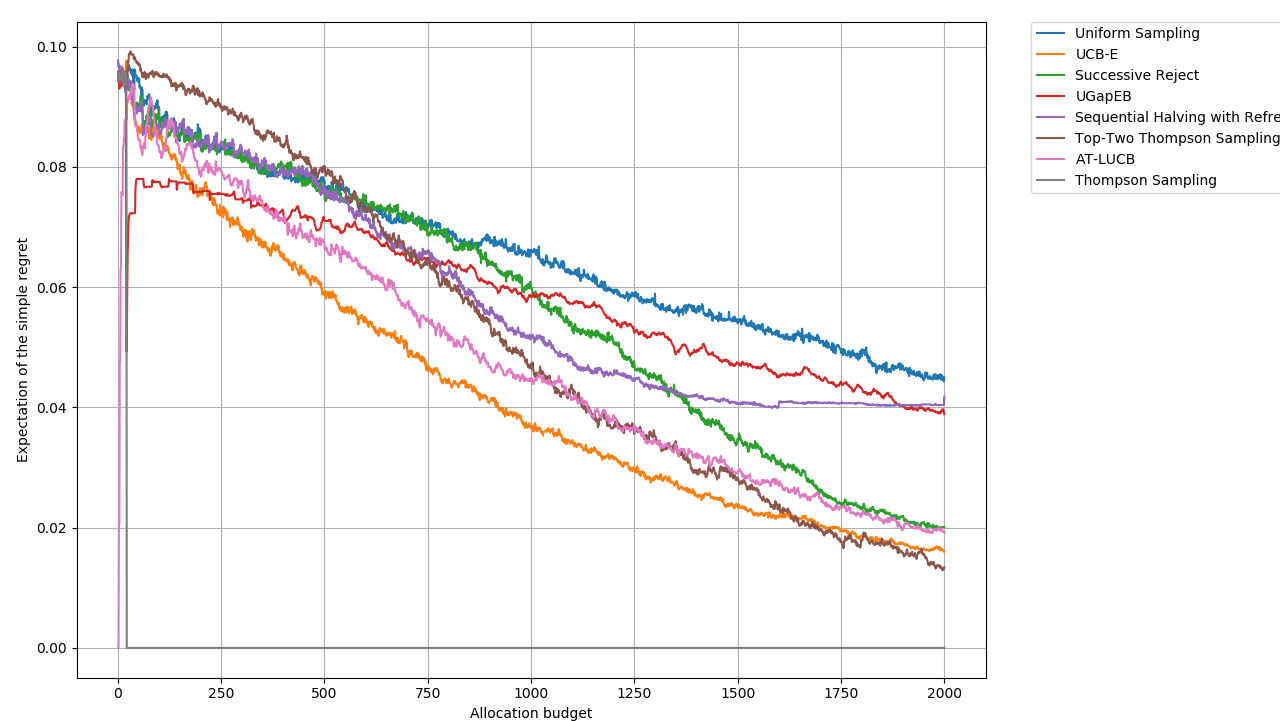 Expectation of the simple regret
0.10
0.08
0.06
0.04
0.02
0.00
0 250 500 750 1000 1250 1500 1750 2000
Allocation budget
Uniform Sampling
UCB-E
Successive Reject
UGapEB
Sequential Halving with Refre
Top-Two Thompson Sampling
AT-LUCB
Thompson Sampling